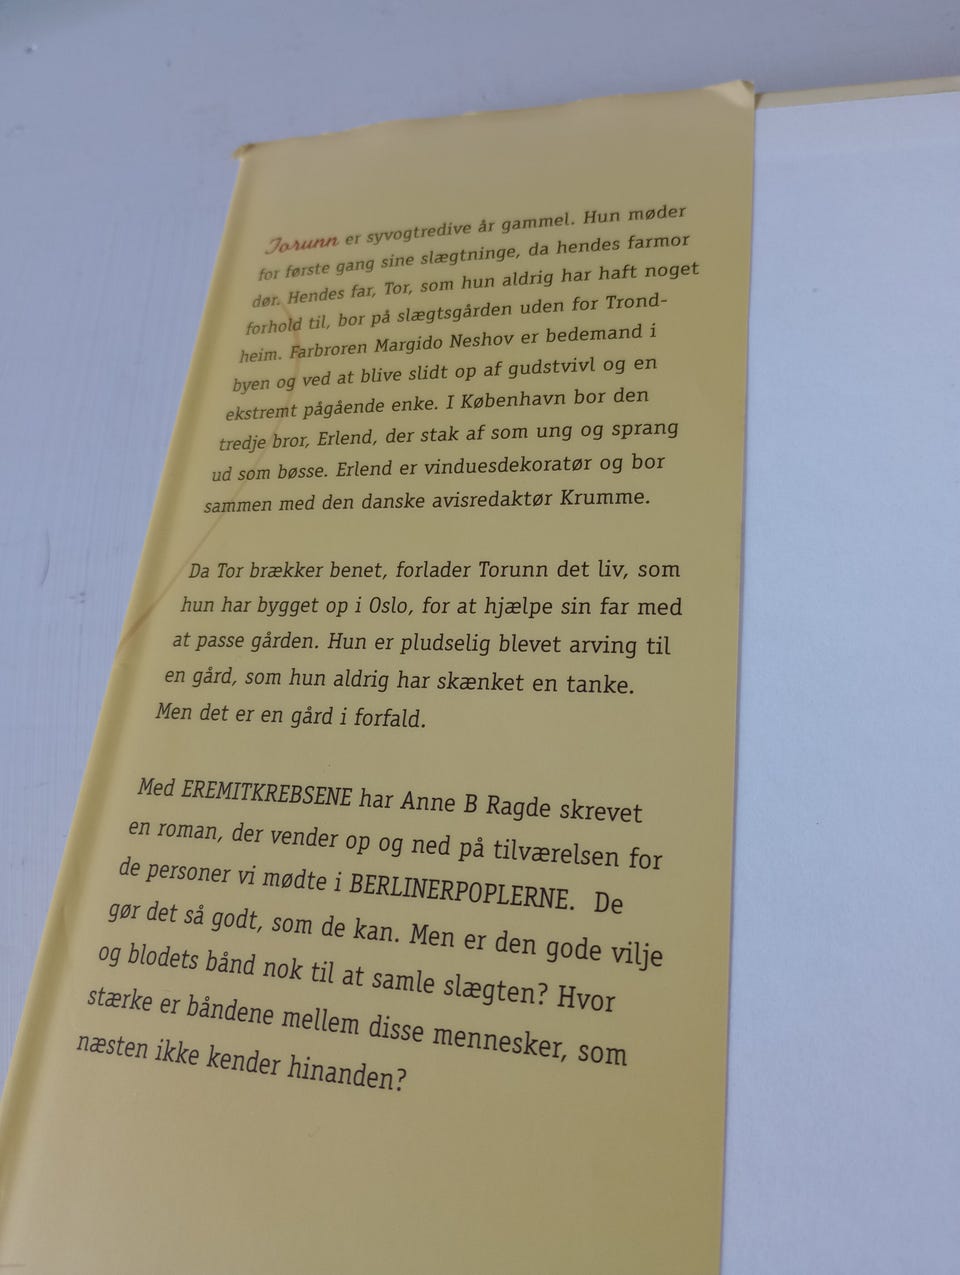 Torunn er syvogtredive år gammel. Hun møder
for første gang sine slægtninge, da hendes farmor
dør. Hendes far, Tor, som hun aldrig har haft noget
forhold til, bor på slægtsgården uden for Trond-
heim. Farbroren Margido Neshov er bedemand i
byen og ved at blive slidt op af gudstvivl og en
ekstremt pågående enke. I København bor den
tredje bror, Erlend, der stak af som ung og sprang
ud som bøsse. Erlend er vinduesdekoratør og bor
sammen med den danske avisredaktør Krumme.
Da Tor brækker benet, forlader Torunn det liv, som
hun har bygget op i Oslo, for at hjælpe sin far med
at passe gården. Hun er pludselig blevet arving til
en gård, som hun aldrig har skænket en tanke.
Men det er en gård i forfald.
Med EREMITKREBSENE har Anne B Ragde skrevet
en roman, der vender op og ned på tilværelsen for
de personer vi mødte i BERLINERPOPLERNE. De
gør det så godt, som de kan. Men er den gode vilje
og blodets bånd nok til at samle slægten? Hvor
stærke er båndene mellem disse mennesker, som
næsten ikke kender hinanden?